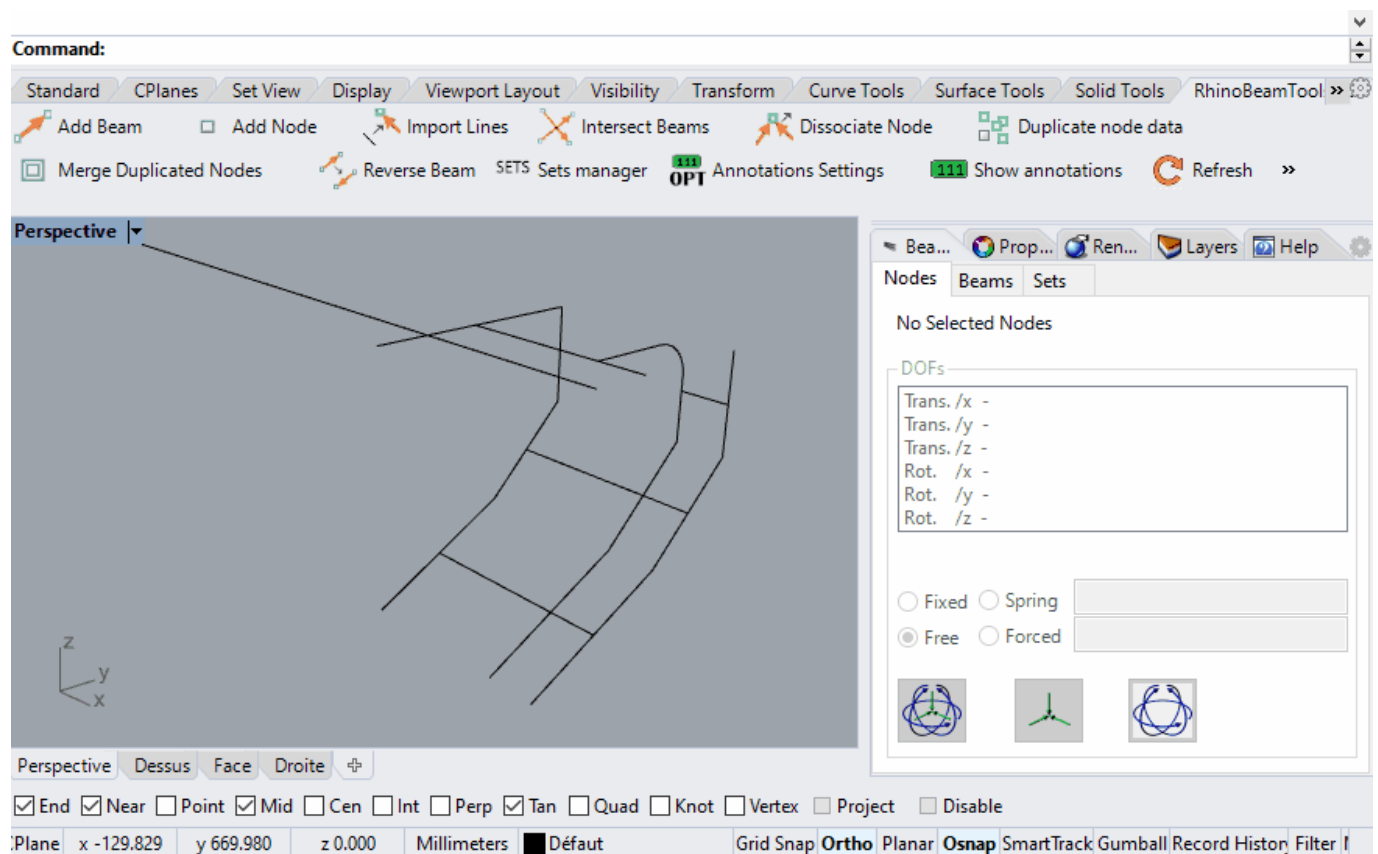 Command:
Standard CPlanes Set View Display Viewport Layout Visibility Transform Curve Tools Surface Tools Solid Tools RhinoBeamTool »
Add Beam Add Node Import Lines Intersect Beams Dissociate Node Duplicate node data
Merge Duplicated Nodes Reverse Beam SETS Sets manager 111 OPT Annotations Settings 111 Show annotations Refresh »
Perspective
Bea... Prop... Ren... Layers Help
Nodes Beams Sets
No Selected Nodes
DOFs
Trans. /x -
Trans. /y -
Trans. /z -
Rot. /x -
Rot. /y -
Rot. /z -
Fixed Spring
Free Forced
z
y
x
Perspective Dessus Face Droite
End Near Point Mid Cen Int Perp Tan Quad Knot Vertex Project Disable
CPlane x -129.829 y 669.980 z 0.000 Millimeters Défaut Grid Snap Ortho Planar Osnap SmartTrack Gumball Record History Filter